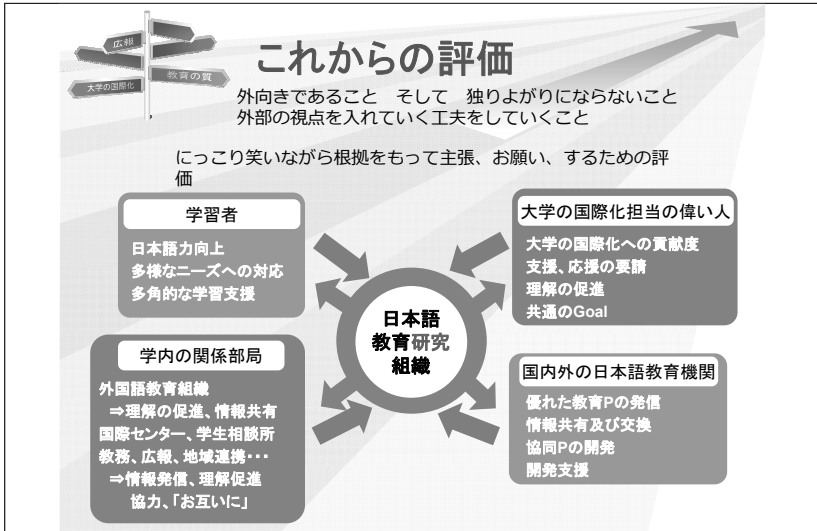 広報
大学の国際化
教育の質
これからの評価
外向きであること　そして　独りよがりにならないこと
外部の視点を入れていく工夫をしていくこと
にっこり笑いながら根拠をもって主張、お願い、するための評
価
学習者
日本語力向上
多様なニーズへの対応
多角的な学習支援
大学の国際化担当の偉い人
大学の国際化への貢献度
支援、応援の要請
理解の促進
共通のGoal
日本語
教育研究
組織
学内の関係部局
外国語教育組織
⇒理解の促進、情報共有
国際センター、学生相談所
教務、広報、地域連携・・・
⇒情報発信、理解促進
協力、「お互いに」
国内外の日本語教育機関
優れた教育Pの発信
情報共有及び交換
協同Pの開発
開発支援